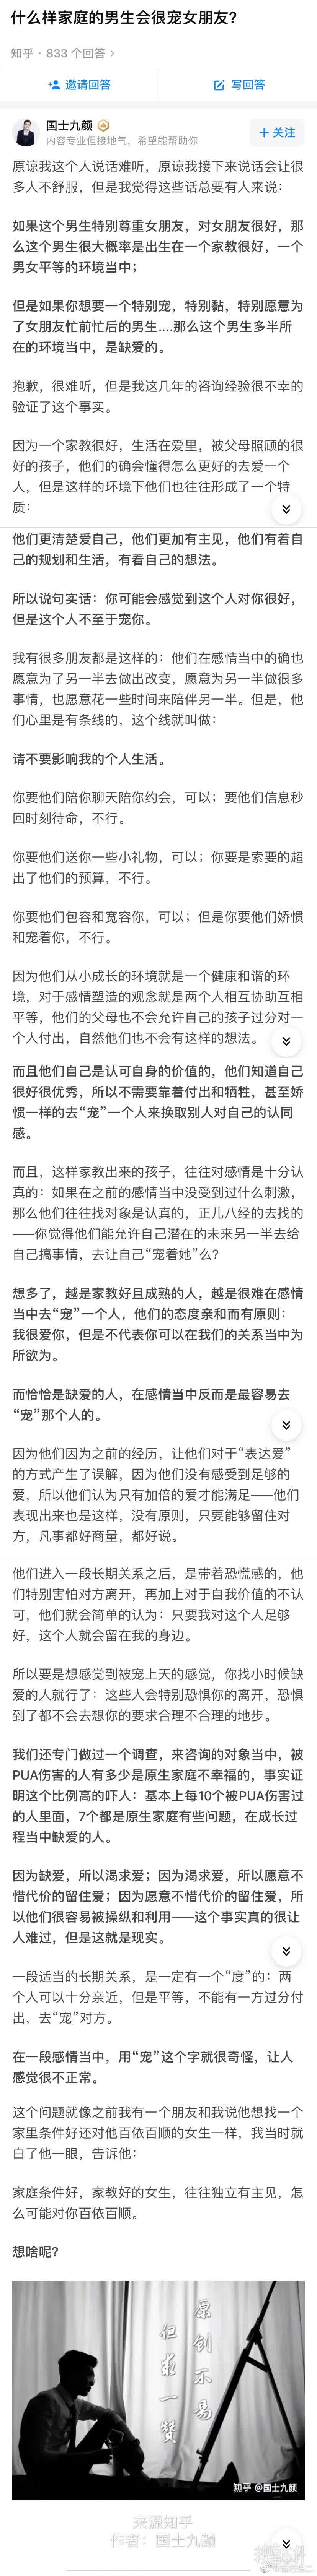 什么样家庭的男生会很宠女朋友?
知乎 · 833 个回答 >
邀请回答
写回答
国士九颜
内容专业但接地气，希望能帮助你
+ 关注
原谅我这个人说话难听，原谅我接下来说话会让很
多人不舒服，但是我觉得这些话总要有人来说：
如果这个男生特别尊重女朋友，对女朋友很好，那
么这个男生很大概率是出生在一个家教很好，一个
男女平等的环境当中；
但是如果你想要一个特别宠，特别黏，特别愿意为
了女朋友忙前忙后的男生....那么这个男生多半所
在的环境当中，是缺爱的。
抱歉，很难听，但是我这几年的咨询经验很不幸的
验证了这个事实。
因为一个家教很好，生活在爱里，被父母照顾的很
好的孩子，他们的确会懂得怎么更好的去爱一个
人，但是这样的环境下他们也往往形成了一个特
质：
他们更清楚爱自己，他们更加有主见，他们有着自
己的规划和生活，有着自己的想法。
所以说句实话：你可能会感觉到这个人对你很好，
但是这个人不至于宠你。
我有很多朋友都是这样的：他们在感情当中的确也
愿意为了另一半去做出改变，愿意为另一半做很多
事情，也愿意花一些时间来陪伴另一半。但是，他
们心里是有条线的，这个线就叫做：
请不要影响我的个人生活。
你要他们陪你聊天陪你约会，可以；要他们信息秒
回时刻待命，不行。
你要他们送你一些小礼物，可以；你要是索要的超
出了他们的预算，不行。
你要他们包容和宽容你，可以；但是你要他们娇惯
和宠着你，不行。
因为他们从小成长的环境就是一个健康和谐的环
境，对于感情塑造的观念就是两个人相互协助互相
平等，他们的父母也不会允许自己的孩子过分对一
个人付出，自然他们也不会有这样的想法。
而且他们自己是认可自身的价值的，他们知道自己
很好很优秀，所以不需要靠着付出和牺牲，甚至娇
惯一样的去“宠”一个人来换取别人对自己的认同
感。
而且，这样家教出来的孩子，往往对感情是十分认
真的：如果在之前的感情当中没受到过什么刺激，
那么他们往往找对象是认真的，正儿八经的去找的
——你觉得他们能允许自己潜在的未来另一半去给
自己搞事情，去让自己“宠着她”么?
想多了，越是家教好且成熟的人，越是很难在感情
当中去“宠”一个人，他们的态度亲和而有原则：
我很爱你，但是不代表你可以在我们的关系当中为
所欲为。
而恰恰是缺爱的人，在感情当中反而是最容易去
“宠”那个人的。
因为他们因为之前的经历，让他们对于“表达爱”
的方式产生了误解，因为他们没有感受到足够的
爱，所以他们认为只有加倍的爱才能满足——他们
表现出来也是这样，没有原则，只要能够留住对
方，凡事都好商量，都好说。
他们进入一段长期关系之后，是带着恐慌感的，他
们特别害怕对方离开，再加上对于自我价值的不认
可，他们就会简单的认为：只要我对这个人足够
好，这个人就会留在我的身边。
所以要是想感觉到被宠上天的感觉，你找小时候缺
爱的人就行了：这些人会特别恐惧你的离开，恐惧
到了都不会去想你的要求合理不合理的地步。
我们还专门做过一个调查，来咨询的对象当中，被
PUA伤害的人有多少是原生家庭不幸福的，事实证
明这个比例高的吓人：基本上每10个被PUA伤害过
的人里面，7个都是原生家庭有些问题，在成长过
程当中缺爱的人。
因为缺爱，所以渴求爱；因为渴求爱，所以愿意不
惜代价的留住爱；因为愿意不惜代价的留住爱，所
以他们很容易被操纵和利用——这个事实真的很让
人难过，但是这就是现实。
一段适当的长期关系，是一定有一个“度”的：两
个人可以十分亲近，但是平等，不能有一方过分付
出，去“宠”对方。
在一段感情当中，用“宠”这个字就很奇怪，让人
感觉很不正常。
这个问题就像之前我有一个朋友和我说他想找一个
家里条件好还对他百依百顺的女生一样，我当时就
白了他一眼，告诉他：
家庭条件好，家教好的女生，往往独立有主见，怎
么可能对你百依百顺。
想啥呢?
原创不易
但求一赞
知乎 @国士九颜
来源知乎
作者：国士九颜